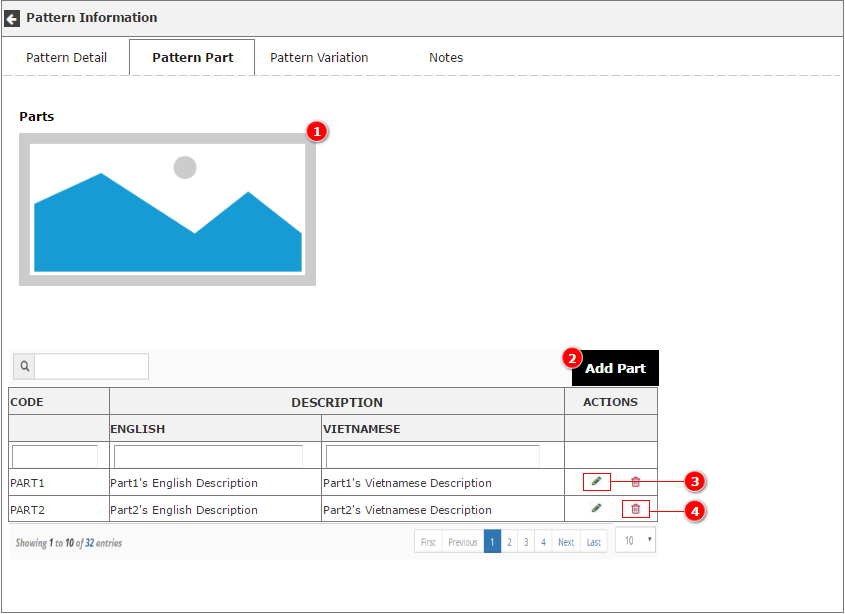 Pattern Information
Pattern Detail Pattern Part Pattern Variation Notes
Parts
1
2
Add Part
CODE DESCRIPTION ACTIONS
ENGLISH VIETNAMESE
PART1 Part1's English Description Part1's Vietnamese Description
3
PART2 Part2's English Description Part2's Vietnamese Description
4
Showing 1 to 10 of 32 entries First Previous 1 2 3 4 Next Last 10